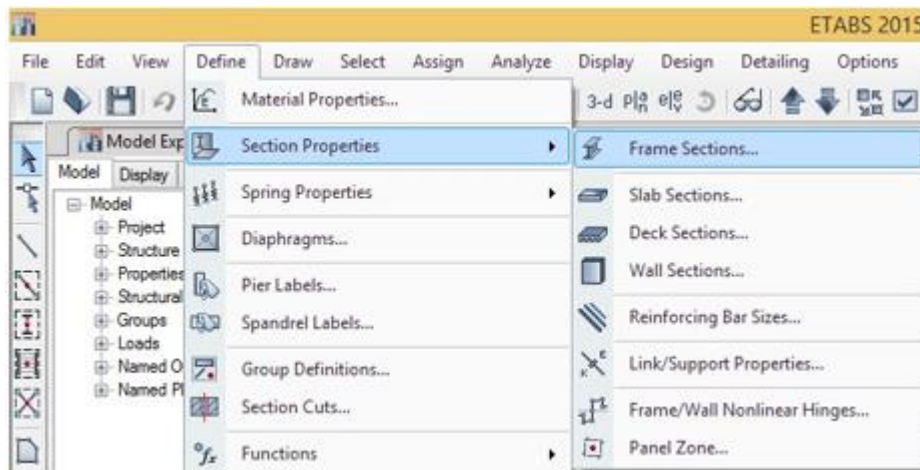 ETABS 2015
File Edit View Define Draw Select Assign Analyze Display Design Detailing Options
Material Properties...
3-d
Model Exp
Section Properties
Frame Sections...
Model Display
Model
Spring Properties
Slab Sections...
Project
Structure
Diaphragms...
Deck Sections...
Properties
Pier Labels...
Wall Sections...
Structural
Groups
Spandrel Labels...
Reinforcing Bar Sizes...
Loads
Named O
Group Definitions...
Link/Support Properties...
Named Pl
Section Cuts...
Frame/Wall Nonlinear Hinges...
Functions
Panel Zone...